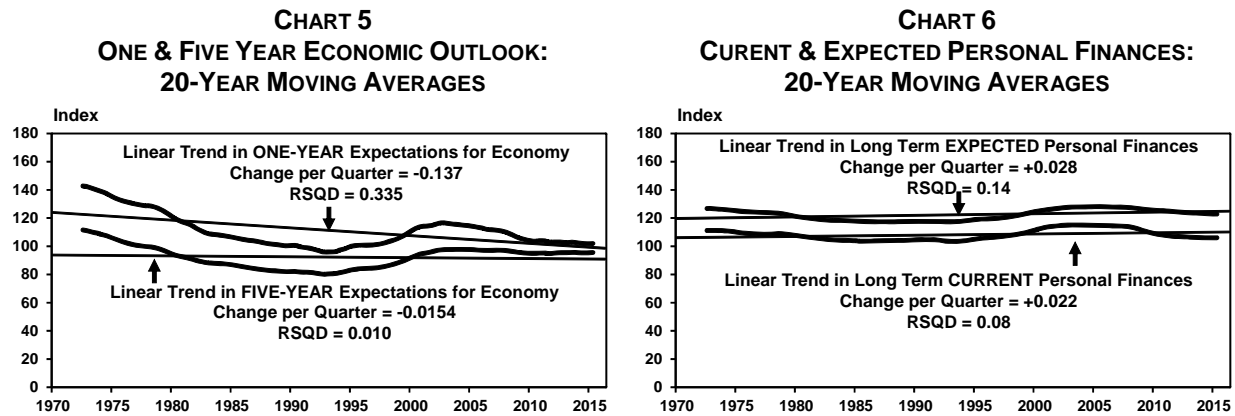 CHART 5
ONE & FIVE YEAR ECONOMIC OUTLOOK:
20-YEAR MOVING AVERAGES
Index
180
160
140
120
100
80
60
40
20
0
Linear Trend in ONE-YEAR Expectations for Economy
Change per Quarter = -0.137
RSQD = 0.335
Linear Trend in FIVE-YEAR Expectations for Economy
Change per Quarter = -0.0154
RSQD = 0.010
1970 1975 1980 1985 1990 1995 2000 2005 2010 2015
CHART 6
CURENT & EXPECTED PERSONAL FINANCES:
20-YEAR MOVING AVERAGES
Index
180
160
140
120
100
80
60
40
20
0
Linear Trend in Long Term EXPECTED Personal Finances
Change per Quarter = +0.028
RSQD = 0.14
Linear Trend in Long Term CURRENT Personal Finances
Change per Quarter = +0.022
RSQD = 0.08
1970 1975 1980 1985 1990 1995 2000 2005 2010 2015